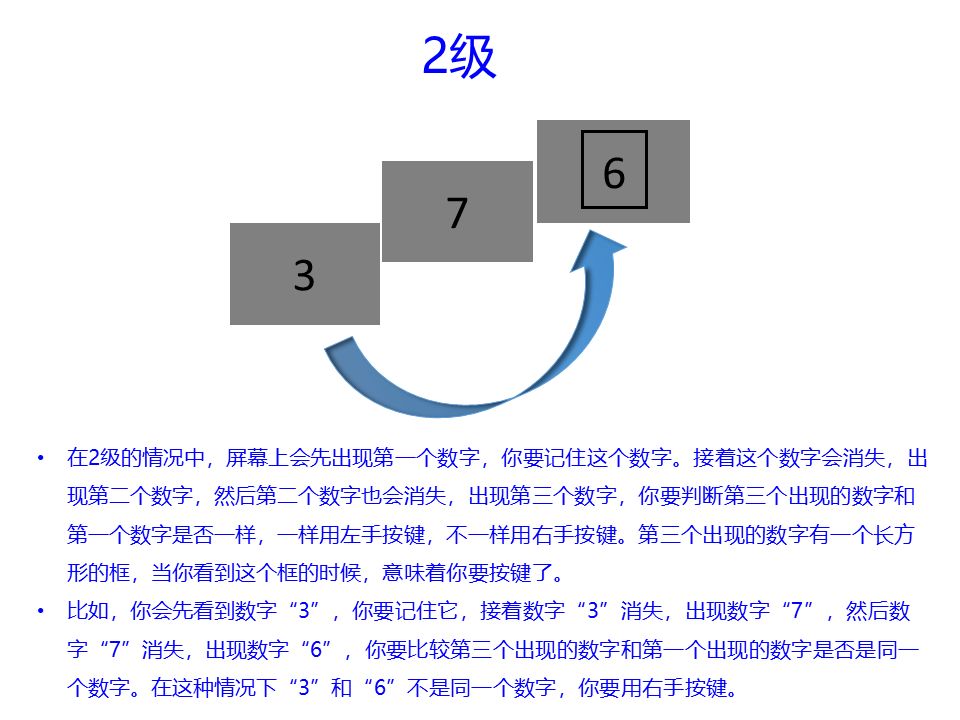 2级
6
7
3
• 在2级的情况中，屏幕上会先出现第一个数字，你要记住这个数字。接着这个数字会消失，出
现第二个数字，然后第二个数字也会消失，出现第三个数字，你要判断第三个出现的数字和
第一个数字是否一样，一样用左手按键，不一样用右手按键。第三个出现的数字有一个长方
形的框，当你看到这个框的时候，意味着你要按键了。
• 比如，你会先看到数字“3”，你要记住它，接着数字“3”消失，出现数字“7”，然后数
字“7”消失，出现数字“6”，你要比较第三个出现的数字和第一个出现的数字是否是同一
个数字。在这种情况下“3”和“6”不是同一个数字，你要用右手按键。